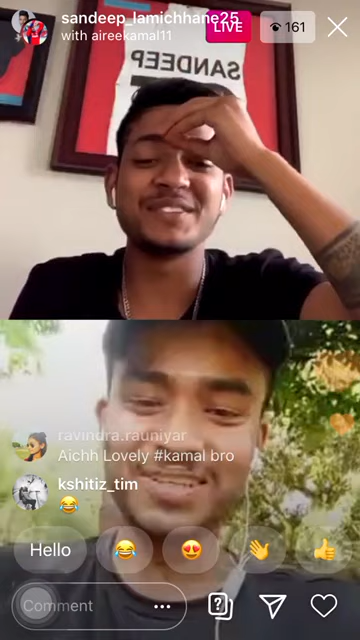 sandeep_lamichhane25
with aireekamal11
LIVE
161
SANDEEP
ravindra.rauniyar
Aichh Lovely #kamal bro
kshitiz_tim
😂
Hello
😂
😍
👋
👍
Comment